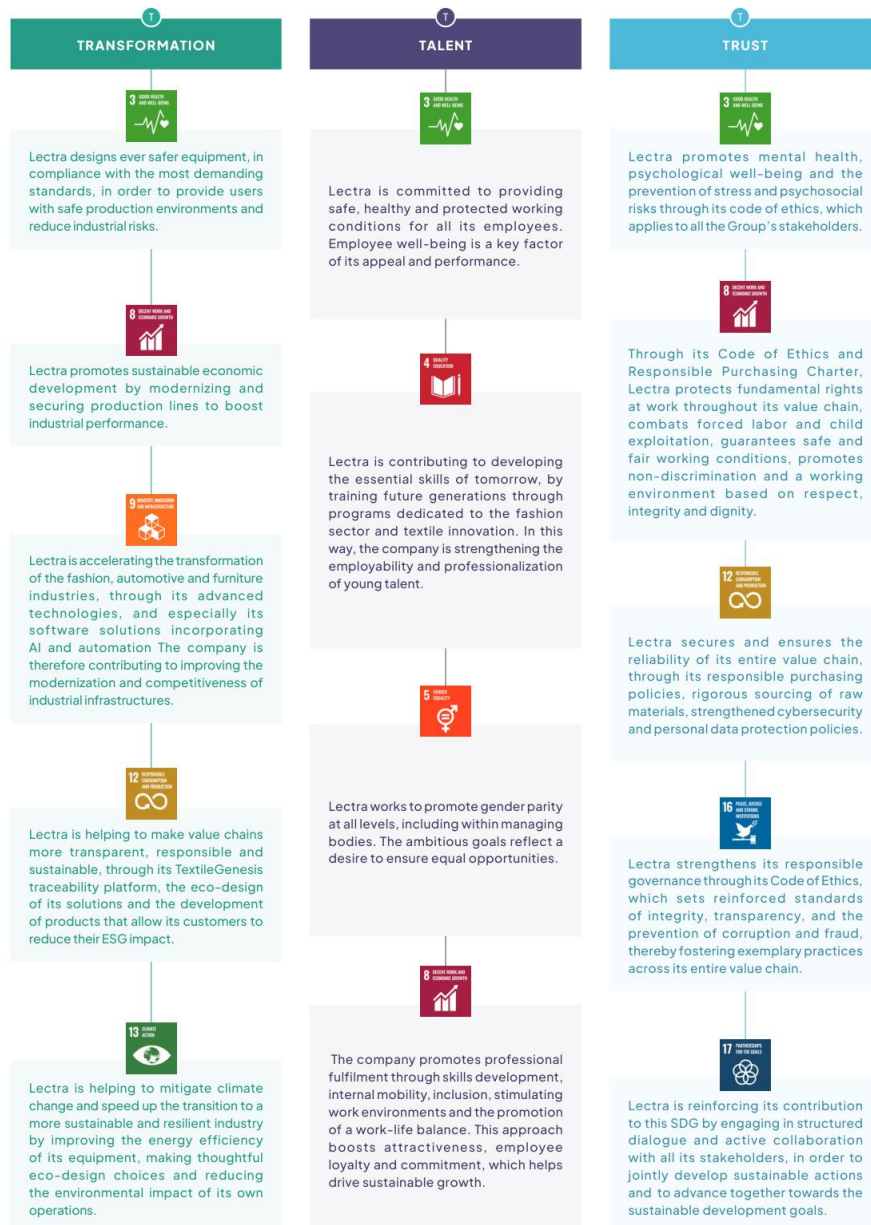 T
TRANSFORMATION
3 GOOD HEALTH
AND WELL-BEING
Lectra designs ever safer equipment, in
compliance with the most demanding
standards, in order to provide users
with safe production environments and
reduce industrial risks.
8 DECENT WORK AND
ECONOMIC GROWTH
Lectra promotes sustainable economic
development by modernizing and
securing production lines to boost
industrial performance.
9 INDUSTRY, INNOVATION
AND INFRASTRUCTURE
Lectra is accelerating the transformation
of the fashion, automotive and furniture
industries, through its advanced
technologies, and especially its
software solutions incorporating
AI and automation The company is
therefore contributing to improving the
modernization and competitiveness of
industrial infrastructures.
12 RESPONSIBLE
CONSUMPTION
AND PRODUCTION
Lectra is helping to make value chains
more transparent, responsible and
sustainable, through its TextileGenesis
traceability platform, the eco-design
of its solutions and the development
of products that allow its customers to
reduce their ESG impact.
13 CLIMATE
ACTION
Lectra is helping to mitigate climate
change and speed up the transition to a
more sustainable and resilient industry
by improving the energy efficiency
of its equipment, making thoughtful
eco-design choices and reducing
the environmental impact of its own
operations.
T
TALENT
3 GOOD HEALTH
AND WELL-BEING
Lectra is committed to providing
safe, healthy and protected working
conditions for all its employees.
Employee well-being is a key factor
of its appeal and performance.
4 QUALITY
EDUCATION
Lectra is contributing to developing
the essential skills of tomorrow, by
training future generations through
programs dedicated to the fashion
sector and textile innovation. In this
way, the company is strengthening the
employability and professionalization
of young talent.
5 GENDER
EQUALITY
Lectra works to promote gender parity
at all levels, including within managing
bodies. The ambitious goals reflect a
desire to ensure equal opportunities.
8 DECENT WORK AND
ECONOMIC GROWTH
The company promotes professional
fulfilment through skills development,
internal mobility, inclusion, stimulating
work environments and the promotion
of a work-life balance. This approach
boosts attractiveness, employee
loyalty and commitment, which helps
drive sustainable growth.
T
TRUST
3 GOOD HEALTH
AND WELL-BEING
Lectra promotes mental health,
psychological well-being and the
prevention of stress and psychosocial
risks through its code of ethics, which
applies to all the Group's stakeholders.
8 DECENT WORK AND
ECONOMIC GROWTH
Through its Code of Ethics and
Responsible Purchasing Charter,
Lectra protects fundamental rights
at work throughout its value chain,
combats forced labor and child
exploitation, guarantees safe and
fair working conditions, promotes
non-discrimination and a working
environment based on respect,
integrity and dignity.
12 RESPONSIBLE
CONSUMPTION
AND PRODUCTION
Lectra secures and ensures the
reliability of its entire value chain,
through its responsible purchasing
policies, rigorous sourcing of raw
materials, strengthened cybersecurity
and personal data protection policies.
16 PEACE, JUSTICE
AND STRONG
INSTITUTIONS
Lectra strengthens its responsible
governance through its Code of Ethics,
which sets reinforced standards
of integrity, transparency, and the
prevention of corruption and fraud,
thereby fostering exemplary practices
across its entire value chain.
17 PARTNERSHIPS
FOR THE GOALS
Lectra is reinforcing its contribution
to this SDG by engaging in structured
dialogue and active collaboration
with all its stakeholders, in order to
jointly develop sustainable actions
and to advance together towards the
sustainable development goals.